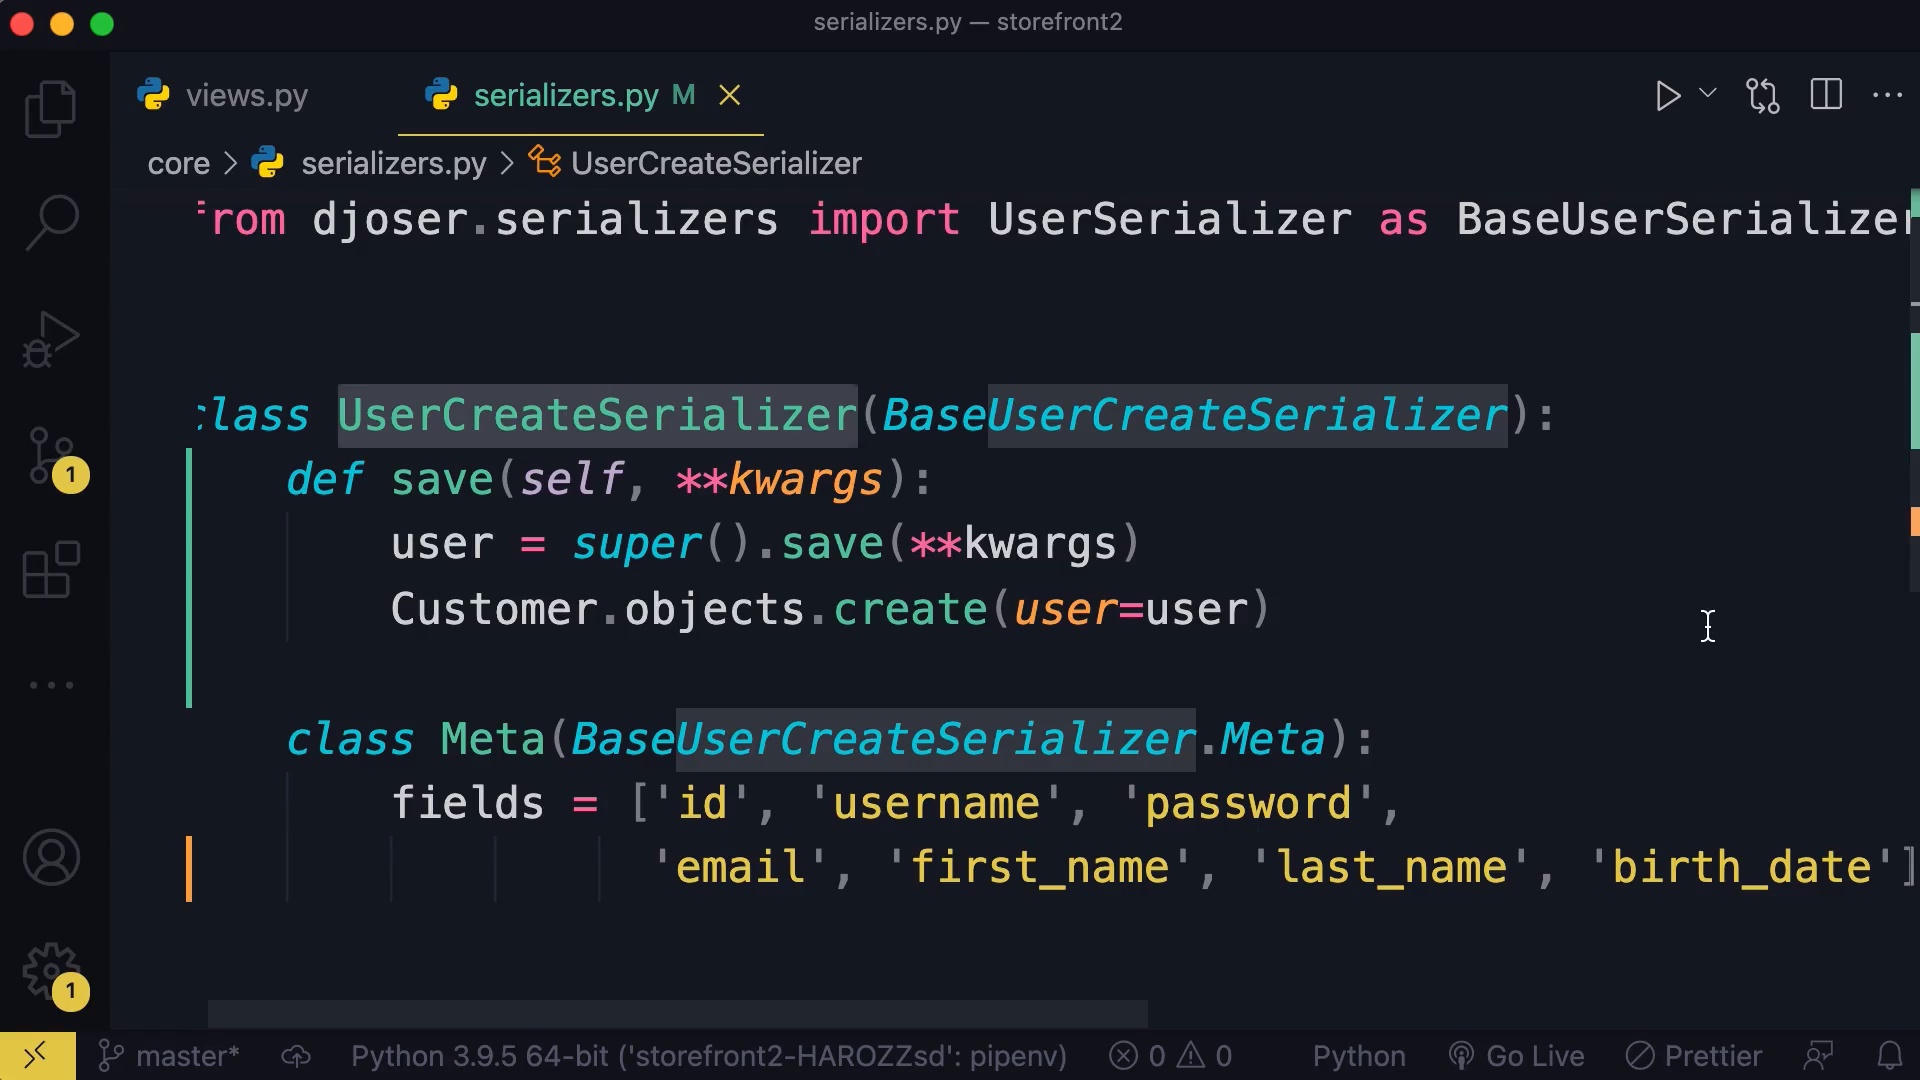 serializers.py — storefront2
views.py serializers.py M
core > serializers.py > UserCreateSerializer
from djoser.serializers import UserSerializer as BaseUserSerializer
class UserCreateSerializer(BaseUserCreateSerializer):
def save(self, **kwargs):
user = super().save(**kwargs)
Customer.objects.create(user=user)
class Meta(BaseUserCreateSerializer.Meta):
fields = ['id', 'username', 'password',
'email', 'first_name', 'last_name', 'birth_date']
1
1
master* Python 3.9.5 64-bit ('storefront2-HAROZZsd': pipenv) 0 0 Python Go Live Prettier